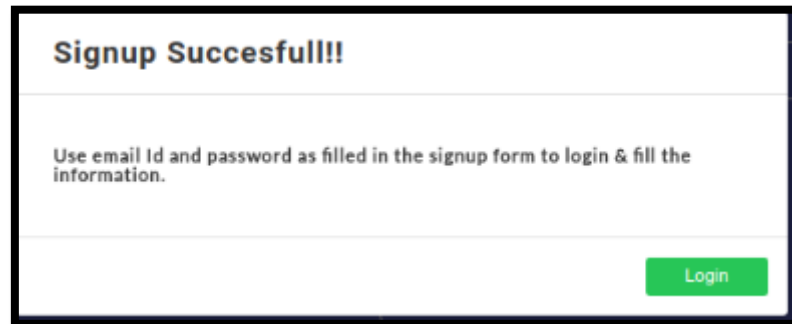 Signup Succesfull!!
Use email Id and password as filled in the signup form to login & fill the
information.
Login